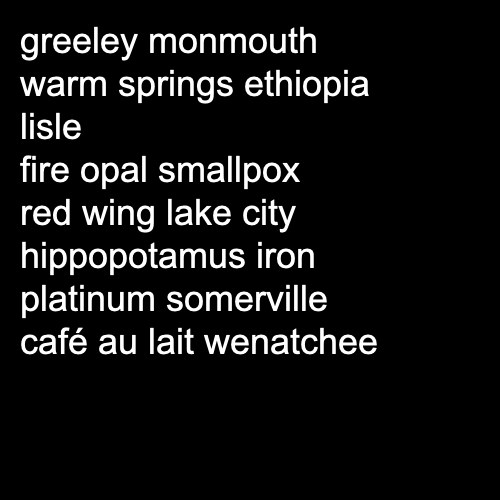 greeley monmouth
warm springs ethiopia
lisle
fire opal smallpox
red wing lake city
hippopotamus iron
platinum somerville
café au lait wenatchee